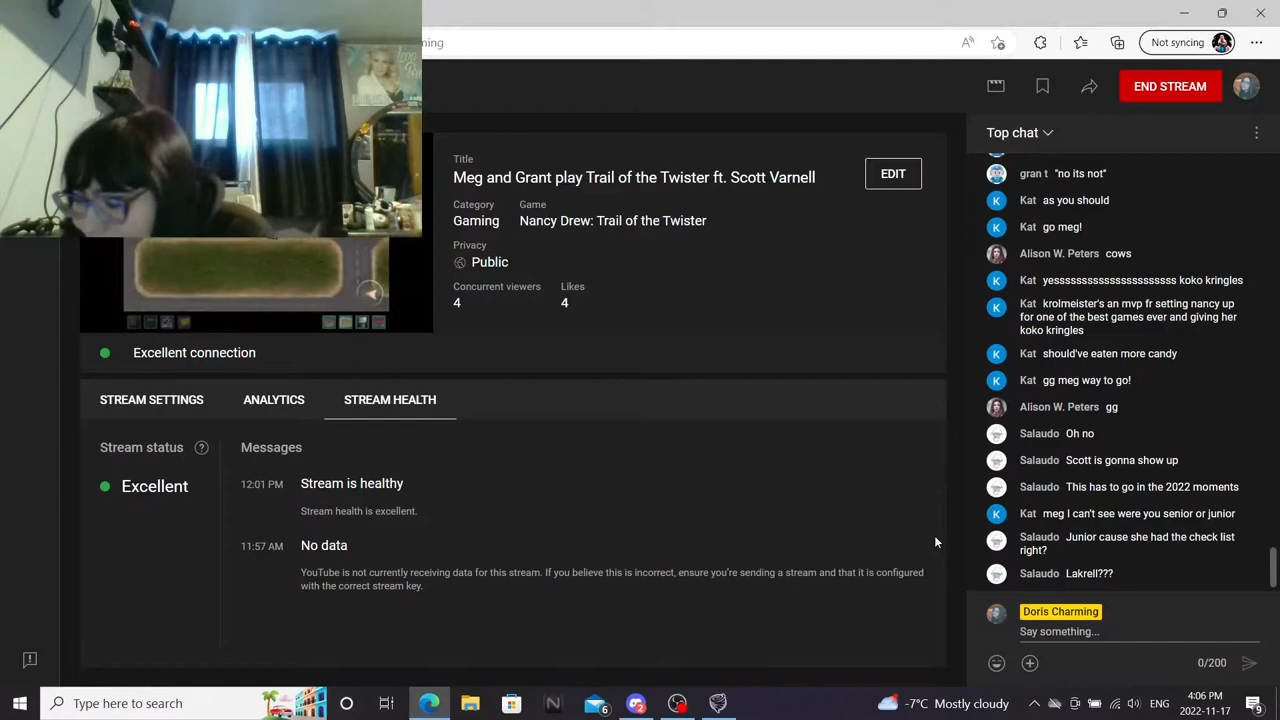 ming
Not syncing
END STREAM
Title
Meg and Grant play Trail of the Twister ft. Scott Varnell
EDIT
Category
Game
Gaming
Nancy Drew: Trail of the Twister
Privacy
Public
Concurrent viewers
Likes
4
4
Excellent connection
STREAM SETTINGS
ANALYTICS
STREAM HEALTH
Stream status
Messages
Excellent
12:01 PM Stream is healthy
Stream health is excellent.
11:57 AM No data
YouTube is not currently receiving data for this stream. If you believe this is incorrect, ensure you're sending a stream and that it is configured
with the correct stream key.
Top chat
gran t "no its not"
Kat as you should
Kat go meg!
Alison W. Peters cows
Kat yesssssssssssssssssssssss koko kringles
Kat krolmeister's an mvp fr setting nancy up
for one of the best games ever and giving her
koko kringles
Kat should've eaten more candy
Kat gg meg way to go!
Alison W. Peters gg
Salaudo Oh no
Salaudo Scott is gonna show up
Salaudo This has to go in the 2022 moments
Kat meg I can't see were you senior or junior
Salaudo Junior cause she had the check list
right?
Salaudo Lakrell???
Doris Charming
Say something...
0/200
Type here to search
6
-7°C Mostly cloudy
ENG
4:06 PM
2022-11-17
9